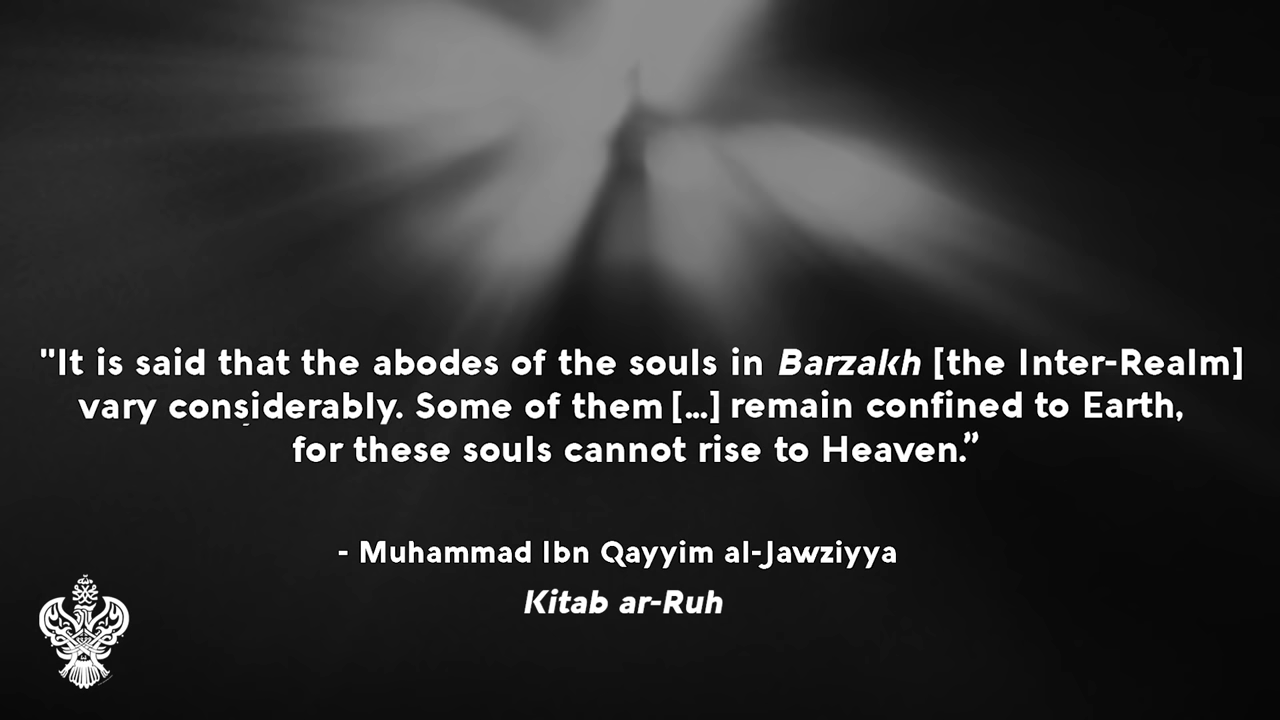 "It is said that the abodes of the souls in Barzakh [the Inter-Realm]
vary considerably. Some of them [...] remain confined to Earth,
for these souls cannot rise to Heaven.”
- Muhammad Ibn Qayyim al-Jawziyya
Kitab ar-Ruh